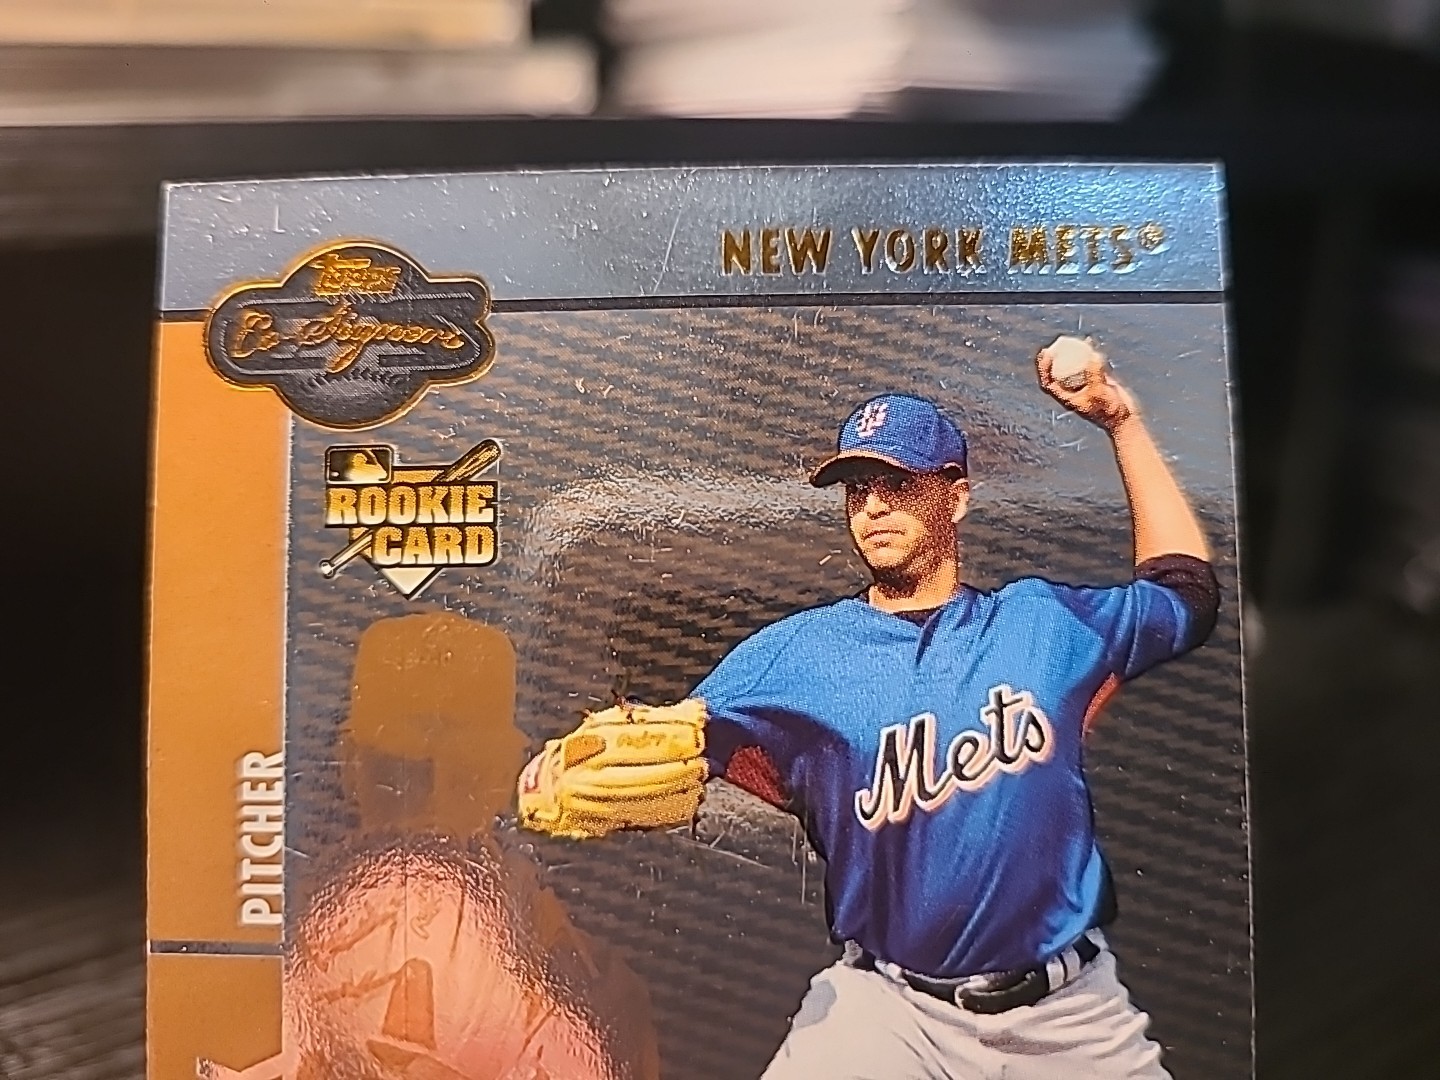 NEW YORK METS®
Topps
Co-Signers
ROOKIE
CARD
Mets
PITCHER